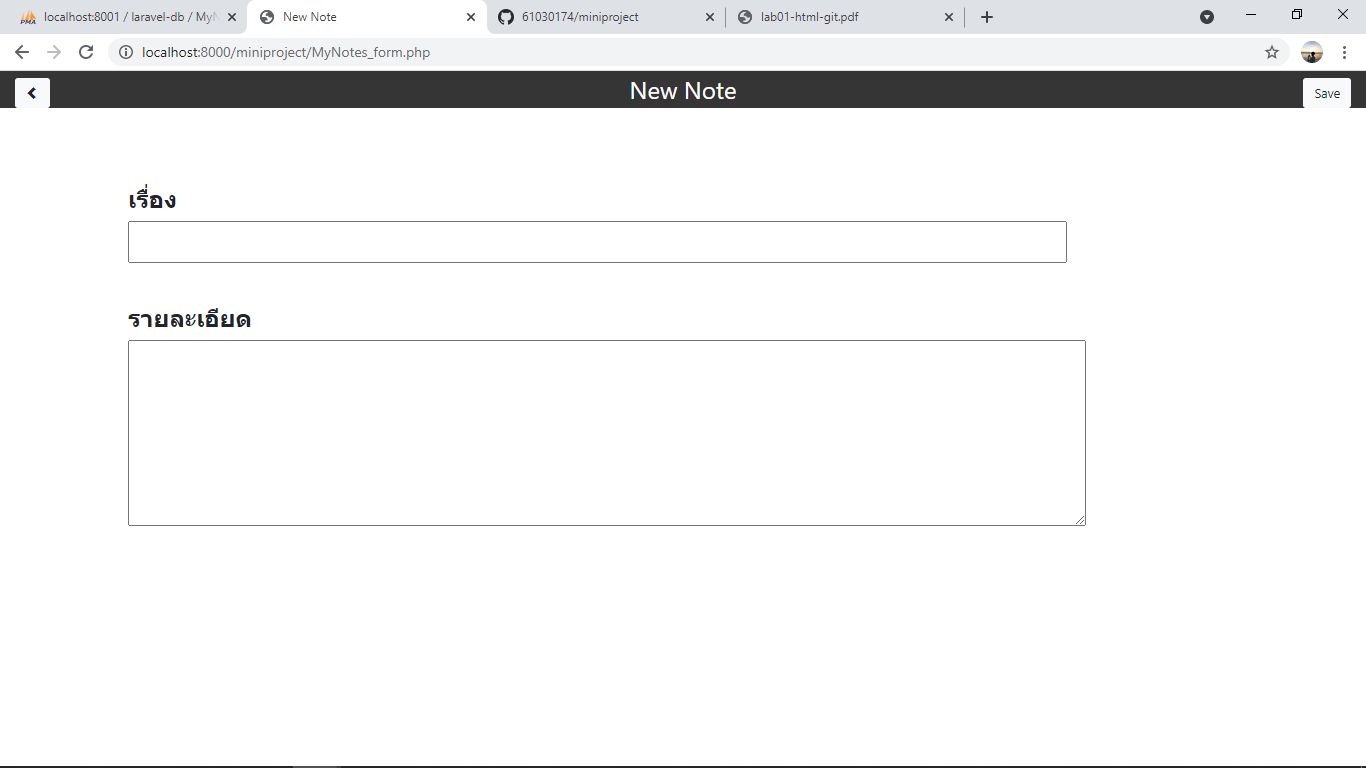 localhost:8001 / laravel-db / MyN
New Note
61030174/miniproject
lab01-html-git.pdf
localhost:8000/miniproject/MyNotes_form.php
New Note
Save
เรื่อง
รายละเอียด